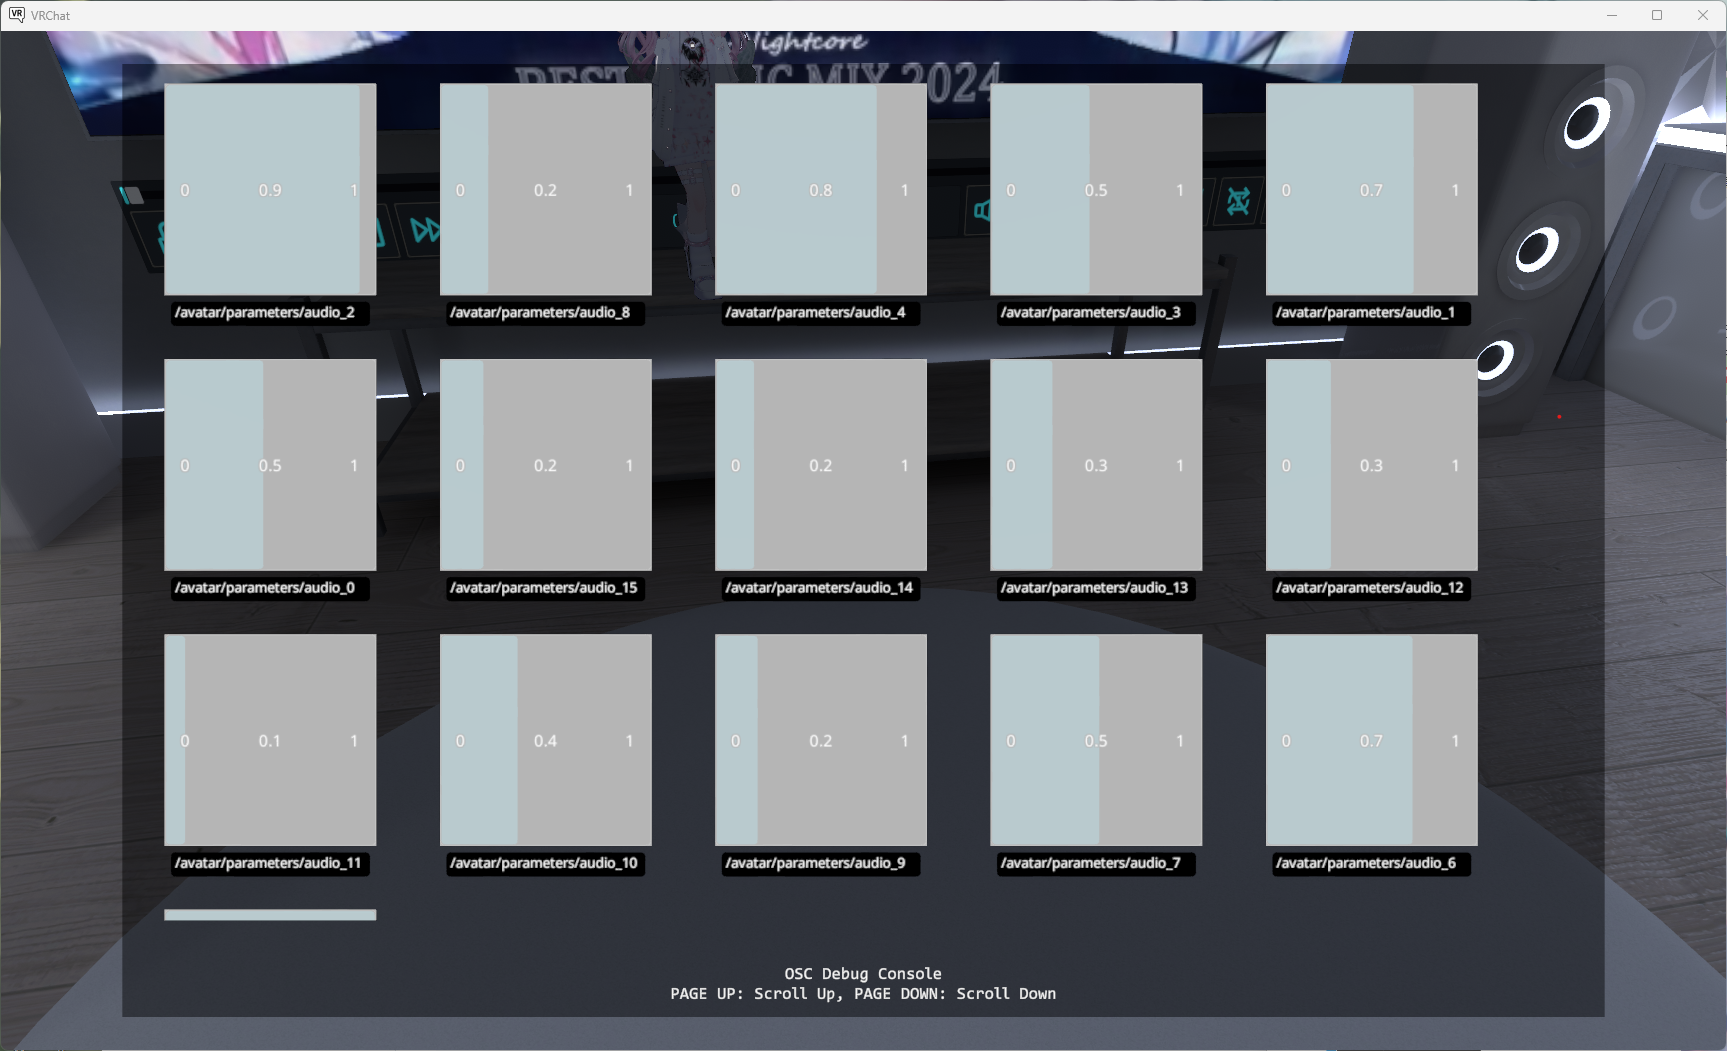 VRChat
Nightcore
BEST MIX 2024
0 0.9 1
/avatar/parameters/audio_2
0 0.2 1
/avatar/parameters/audio_8
0 0.8 1
/avatar/parameters/audio_4
0 0.5 1
/avatar/parameters/audio_3
0 0.7 1
/avatar/parameters/audio_1
0 0.5 1
/avatar/parameters/audio_0
0 0.2 1
/avatar/parameters/audio_15
0 0.2 1
/avatar/parameters/audio_14
0 0.3 1
/avatar/parameters/audio_13
0 0.3 1
/avatar/parameters/audio_12
0 0.1 1
/avatar/parameters/audio_11
0 0.4 1
/avatar/parameters/audio_10
0 0.2 1
/avatar/parameters/audio_9
0 0.5 1
/avatar/parameters/audio_7
0 0.7 1
/avatar/parameters/audio_6
OSC Debug Console
PAGE UP: Scroll Up, PAGE DOWN: Scroll Down